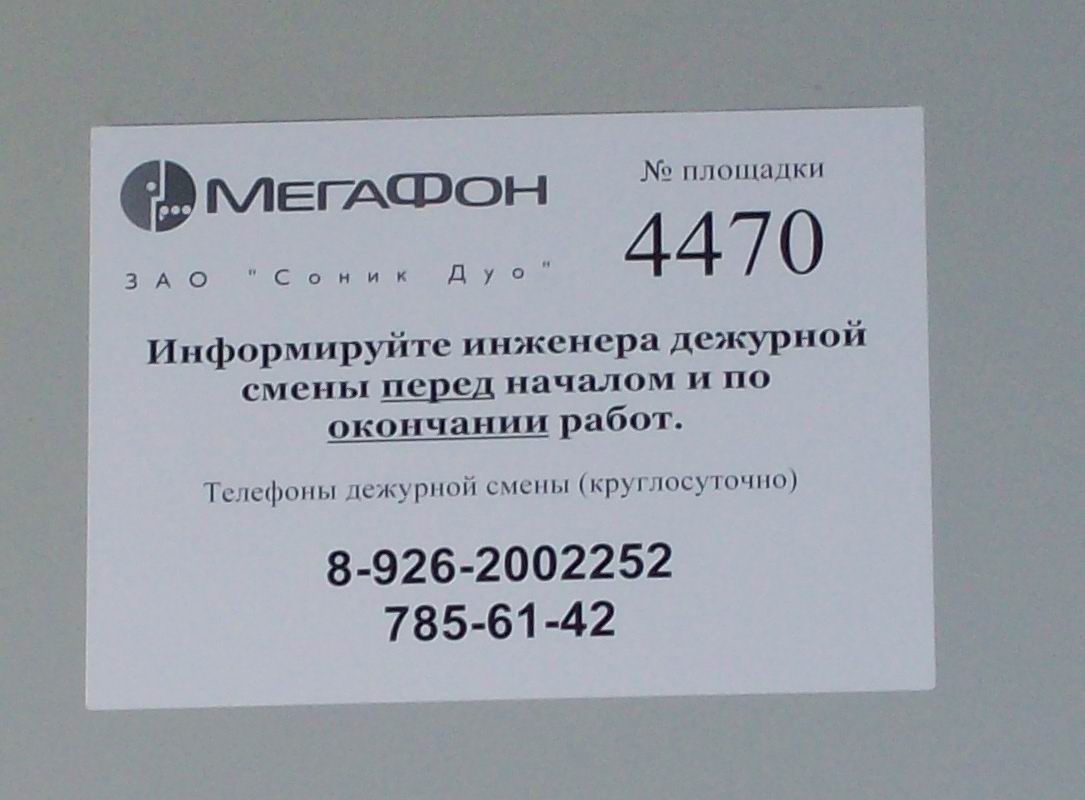 МЕГАФОН
№ площадки
4470
ЗАО "Соник Дуо"
Информируйте инженера дежурной
смены перед началом и по
окончании работ.
Телефоны дежурной смены (круглосуточно)
8-926-2002252
785-61-42